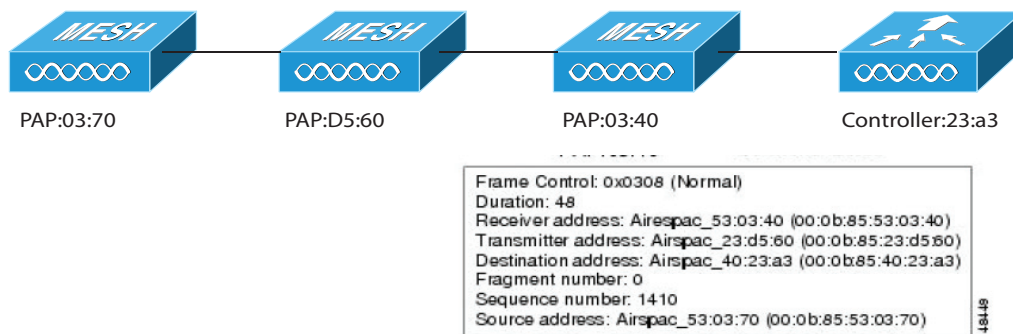 MESH MESH MESH
PAP:03:70 PAP:D5:60 PAP:03:40 Controller:23:a3
Frame Control: 0x0308 (Normal)
Duration: 48
Receiver address: Airespac_53:03:40 (00:0b:85:53:03:40)
Transmitter address: Airspac_23:d5:60 (00:0b:85:23:d5:60)
Destination address: Airspac_40:23:a3 (00:0b:85:40:23:a3)
Fragment number: 0
Sequence number: 1410
Source address: Airspac_53:03:70 (00:0b:85:53:03:70)